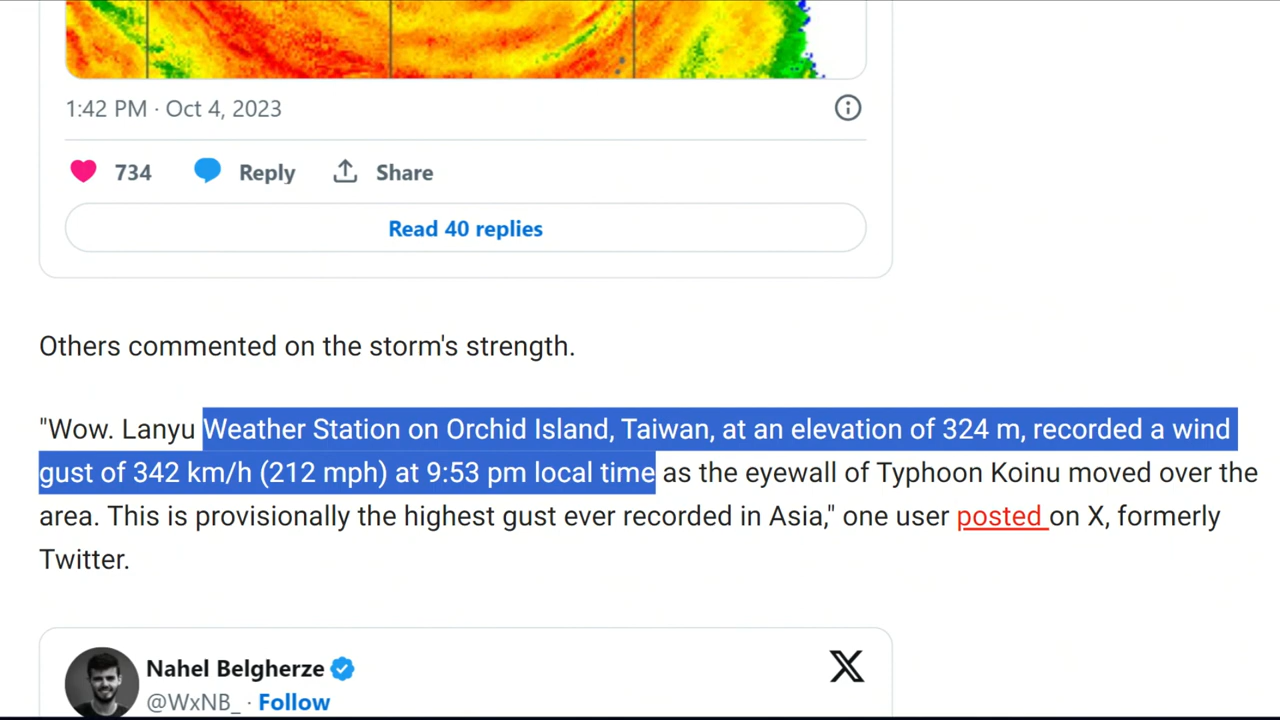 1:42 PM · Oct 4, 2023
734 Reply Share
Read 40 replies
Others commented on the storm's strength.
"Wow. Lanyu Weather Station on Orchid Island, Taiwan, at an elevation of 324 m, recorded a wind
gust of 342 km/h (212 mph) at 9:53 pm local time as the eyewall of Typhoon Koinu moved over the
area. This is provisionally the highest gust ever recorded in Asia," one user posted on X, formerly
Twitter.
Nahel Belgherze
@WxNB_ · Follow